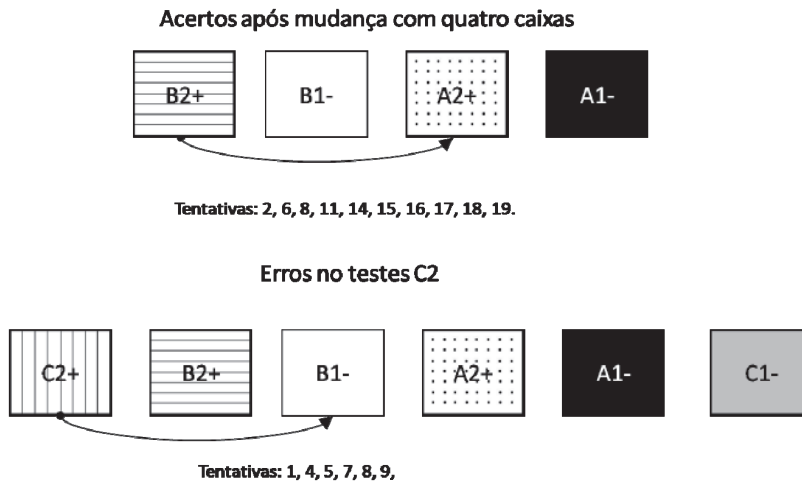 Acertos após mudança com quatro caixas
B2+ B1- A2+ A1-
Tentativas: 2, 6, 8, 11, 14, 15, 16, 17, 18, 19.
Erros no testes C2
C2+ B2+ B1- A2+ A1- C1-
Tentativas: 1, 4, 5, 7, 8, 9,